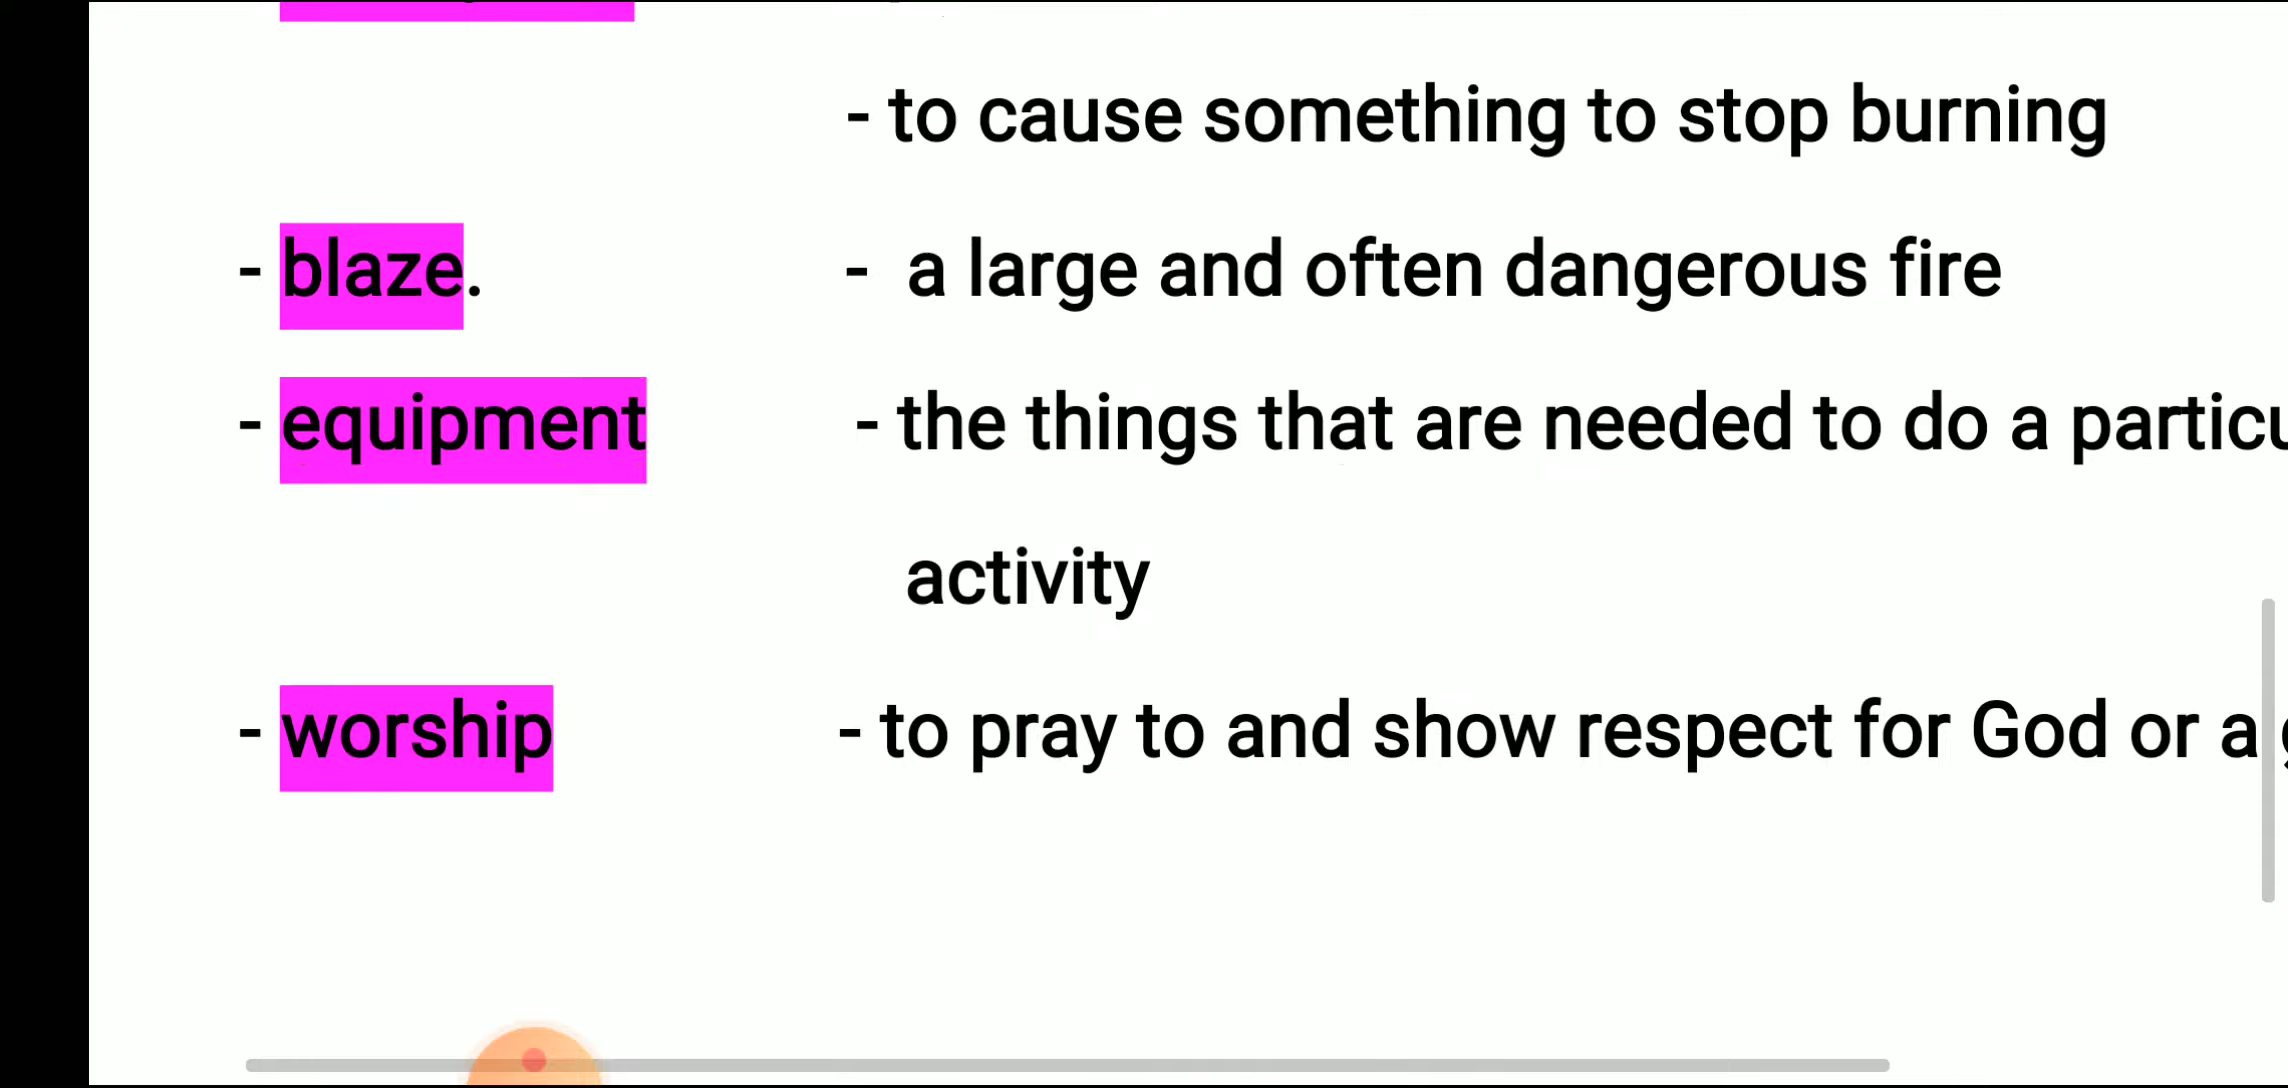 - to cause something to stop burning
- blaze. - a large and often dangerous fire
- equipment - the things that are needed to do a
activity
- worship - to pray to and show respect for God or a